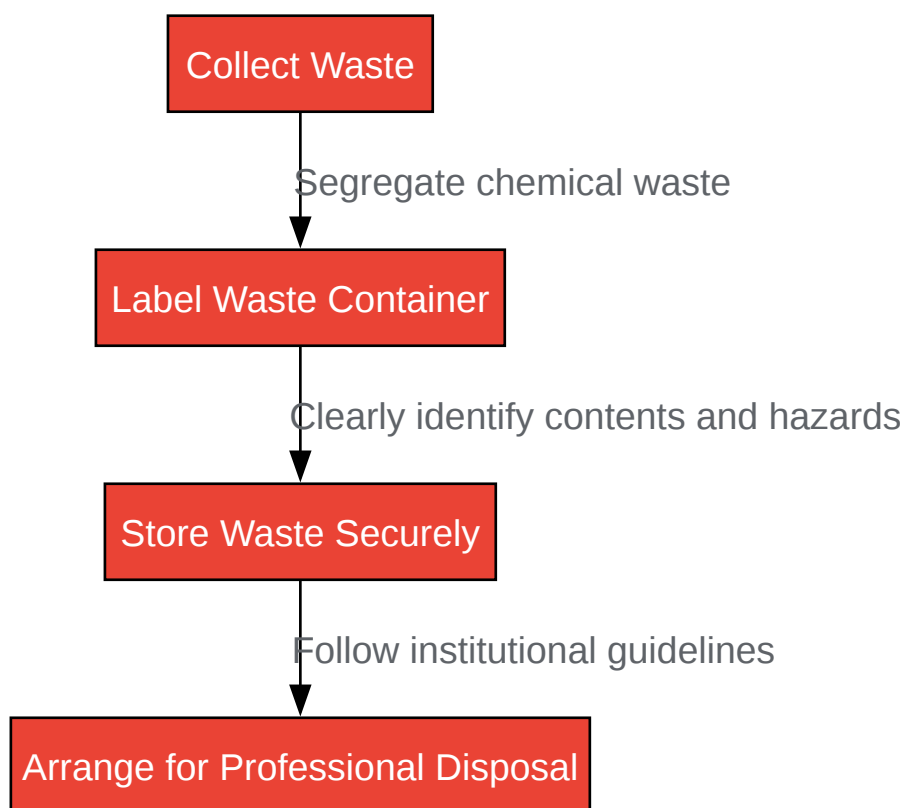 Collect Waste
Segregate chemical waste
Label Waste Container
Clearly identify contents and hazards
Store Waste Securely
Follow institutional guidelines
Arrange for Professional Disposal